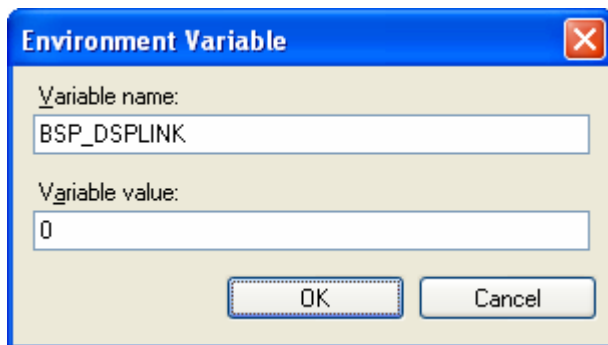 Environment Variable
Variable name:
BSP_DSPLINK
Variable value:
0
OK Cancel